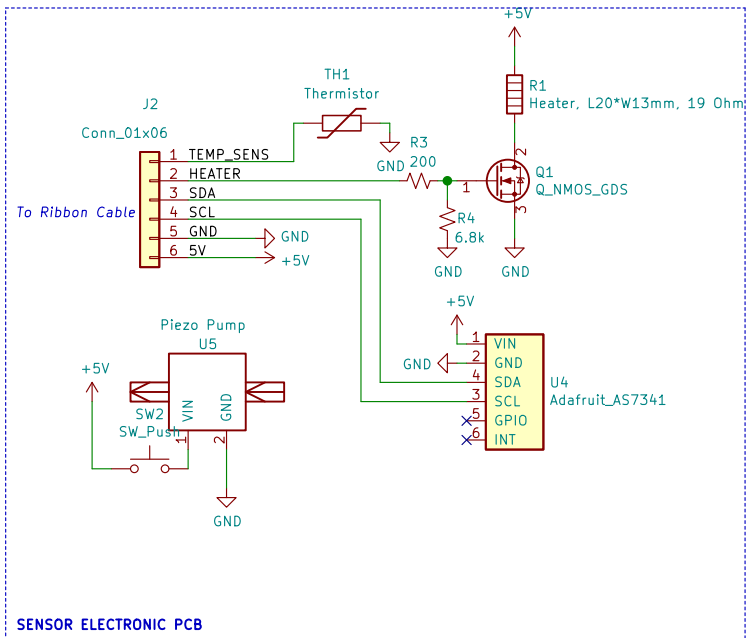 +5V
R1
Heater, L20*W13mm, 19 Ohm
TH1
Thermistor
J2
Conn_01x06
1 TEMP_SENS
2 HEATER
3 SDA
4 SCL
5 GND
6 5V
To Ribbon Cable
GND
+5V
GND
R3
200
R4
6.8k
GND
1
2
3
Q1
Q_NMOS_GDS
GND
+5V
GND
1 VIN
2 GND
4 SDA
3 SCL
5 GPIO
6 INT
U4
Adafruit_AS7341
Piezo Pump
U5
+5V
VIN
GND
1
2
SW2
SW_Push
GND
SENSOR ELECTRONIC PCB